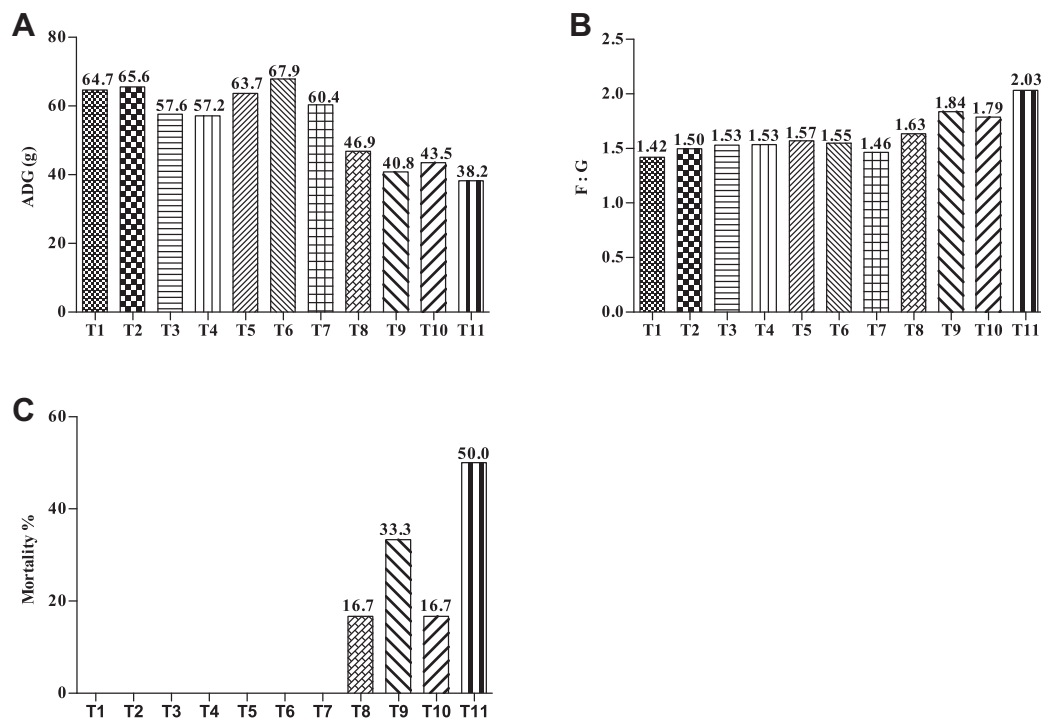 A
ADG (g)
80
60
40
20
0
64.7 65.6 57.6 57.2 63.7 67.9 60.4 46.9 40.8 43.5 38.2
T1 T2 T3 T4 T5 T6 T7 T8 T9 T10 T11
B
F : G
2.5
2.0
1.5
1.0
0.5
0.0
1.42 1.50 1.53 1.53 1.57 1.55 1.46 1.63 1.84 1.79 2.03
T1 T2 T3 T4 T5 T6 T7 T8 T9 T10 T11
C
Mortality %
60
40
20
0
16.7 33.3 16.7 50.0
T1 T2 T3 T4 T5 T6 T7 T8 T9 T10 T11